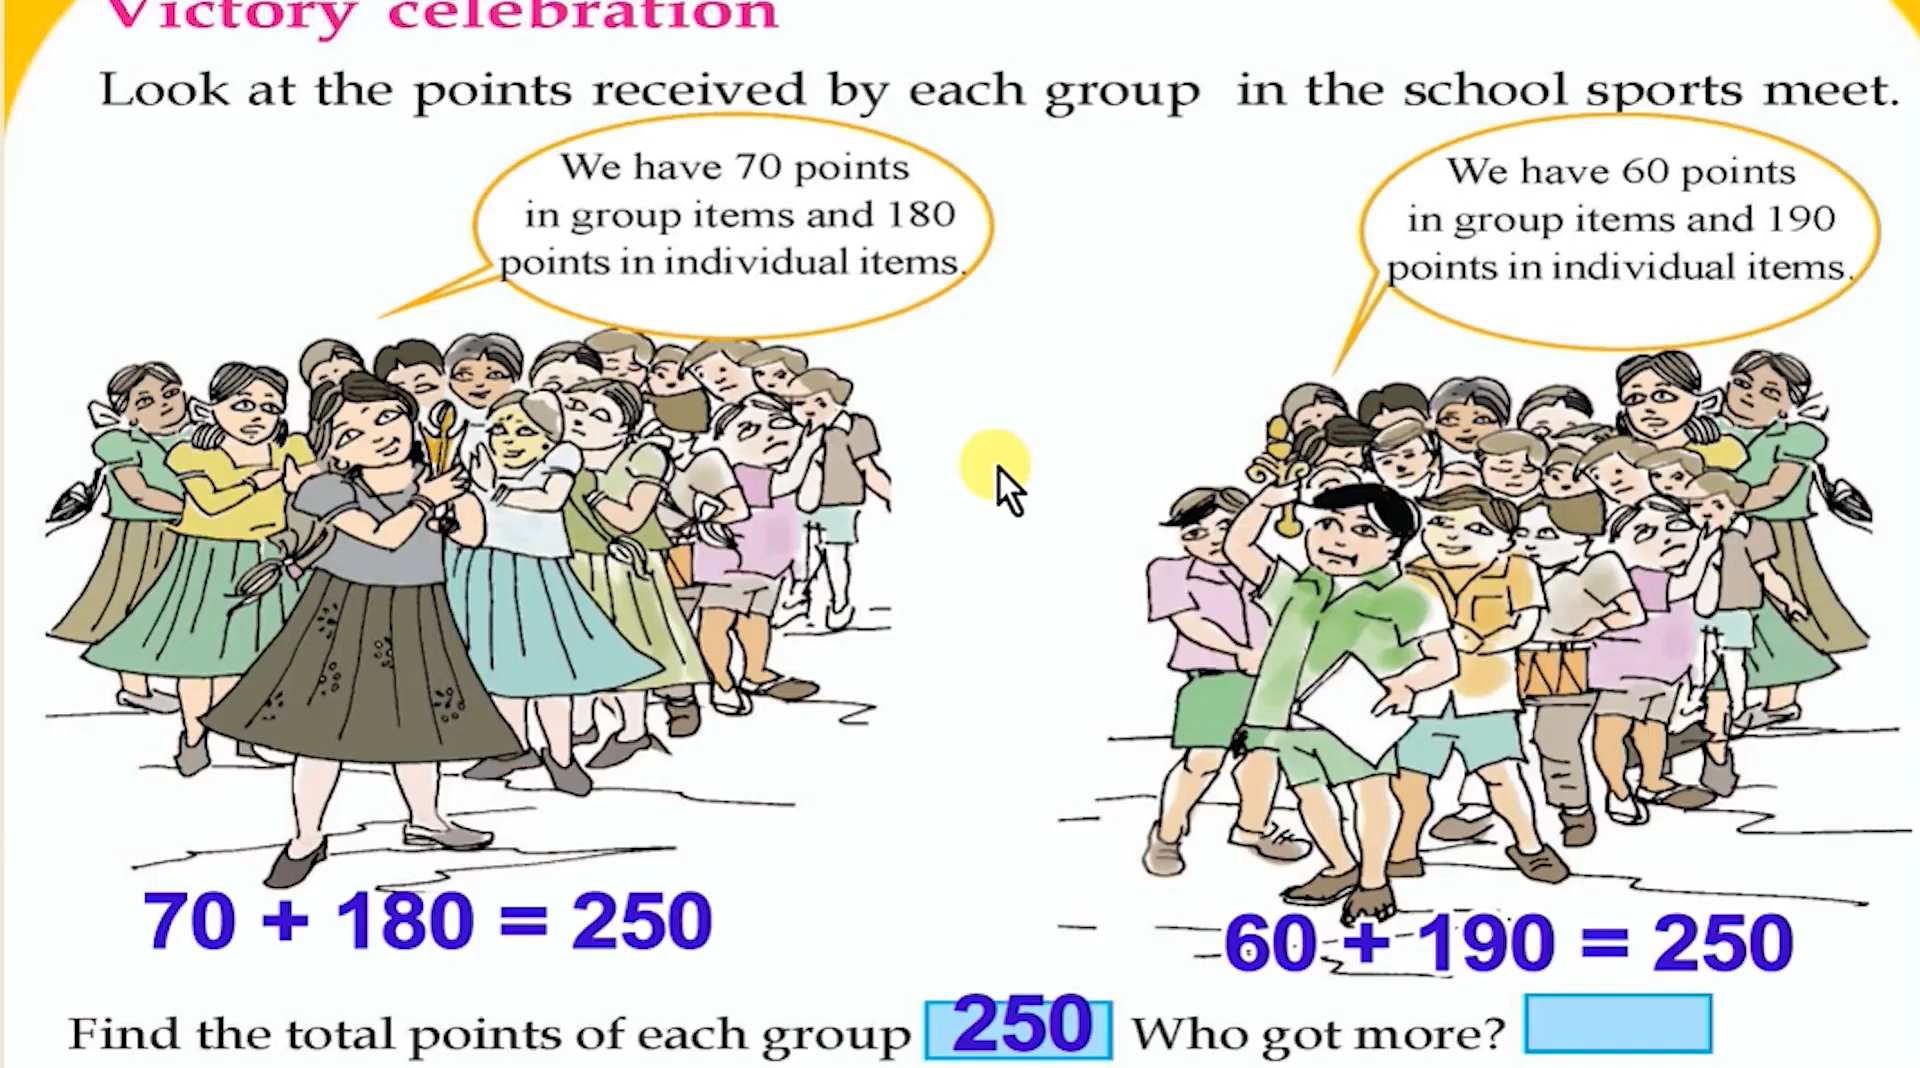 Victory celebration
Look at the points received by each group in the school sports meet.
We have 70 points
in group items and 180
points in individual items.
We have 60 points
in group items and 190
points in individual items.
70 + 180 = 250
60 + 190 = 250
Find the total points of each group 250 Who got more?